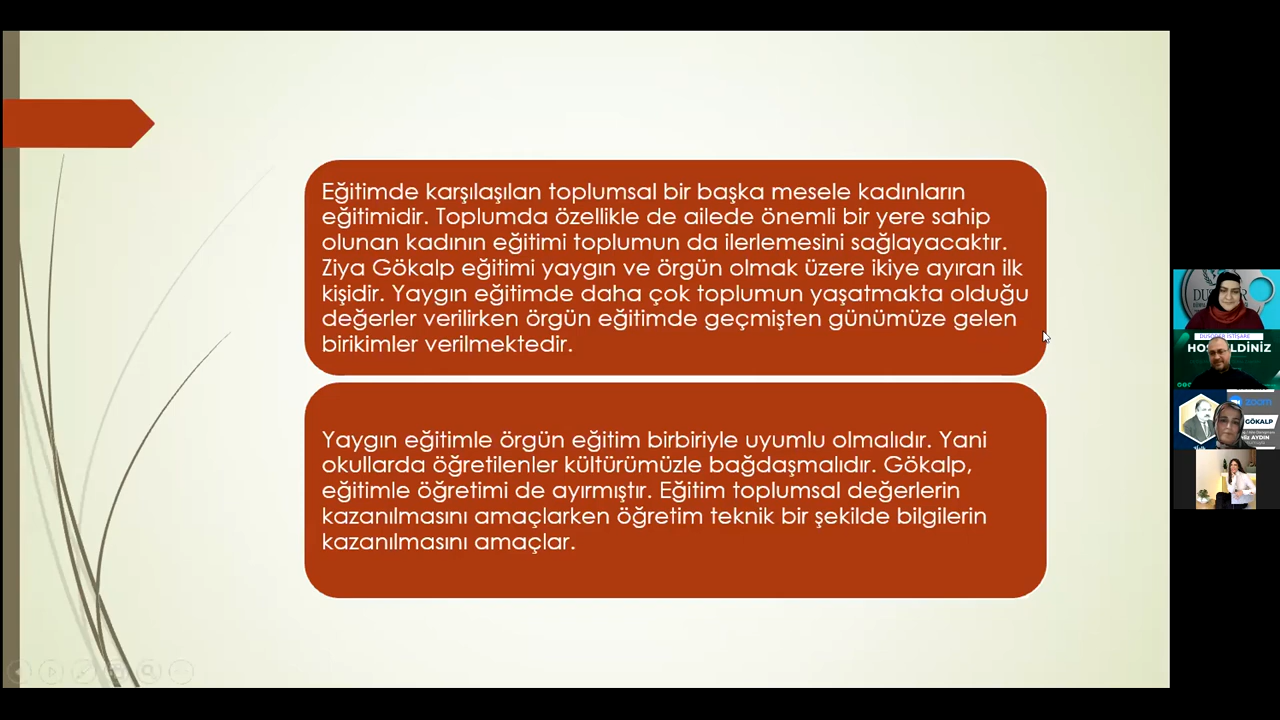 Eğitimde karşılaşılan toplumsal bir başka mesele kadınların
eğitimidir. Toplumda özellikle de ailede önemli bir yere sahip
olunan kadının eğitimi toplumun da ilerlemesini sağlayacaktır.
Ziya Gökalp eğitimi yaygın ve örgün olmak üzere ikiye ayıran ilk
kişidir. Yaygın eğitimde daha çok toplumun yaşatmakta olduğu
değerler verilirken örgün eğitimde geçmişten günümüze gelen
birikimler verilmektedir.
Yaygın eğitimle örgün eğitim birbiriyle uyumlu olmalıdır. Yani
okullarda öğretilenler kültürümüzle bağdaşmalıdır. Gökalp,
eğitimle öğretimi de ayırmıştır. Eğitim toplumsal değerlerin
kazanılmasını amaçlarken öğretim teknik bir şekilde bilgilerin
kazanılmasını amaçlar.
zoom
GÖKALP
AYDIN